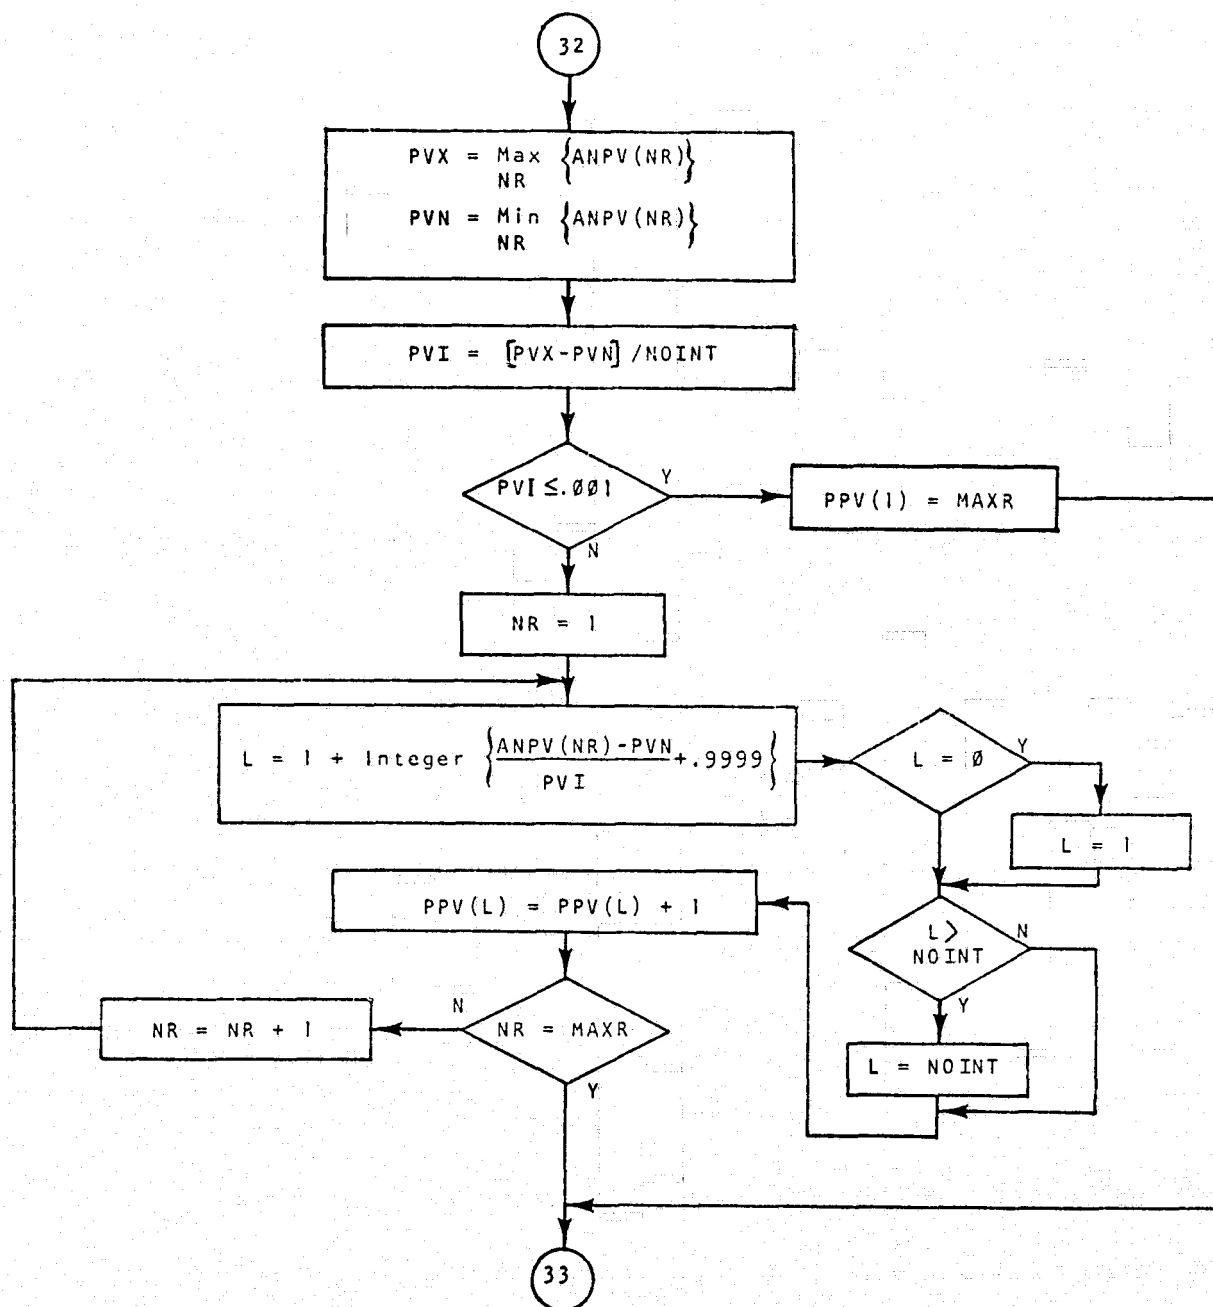 32
PVX = Max {ANPV(NR)}
NR
PVN = Min {ANPV(NR)}
NR
PVI = [PVX-PVN]/NOINT
PVI ≤.ØØ1
Y
PPV(1) = MAXR
N
NR = 1
L = 1 + Integer {ANPV(NR)-PVN
PVI
+.9999}
L = Ø
Y
L = 1
L>
NOINT
N
Y
L = NOINT
PPV(L) = PPV(L) + 1
NR = MAXR
N
NR = NR + 1
Y
33